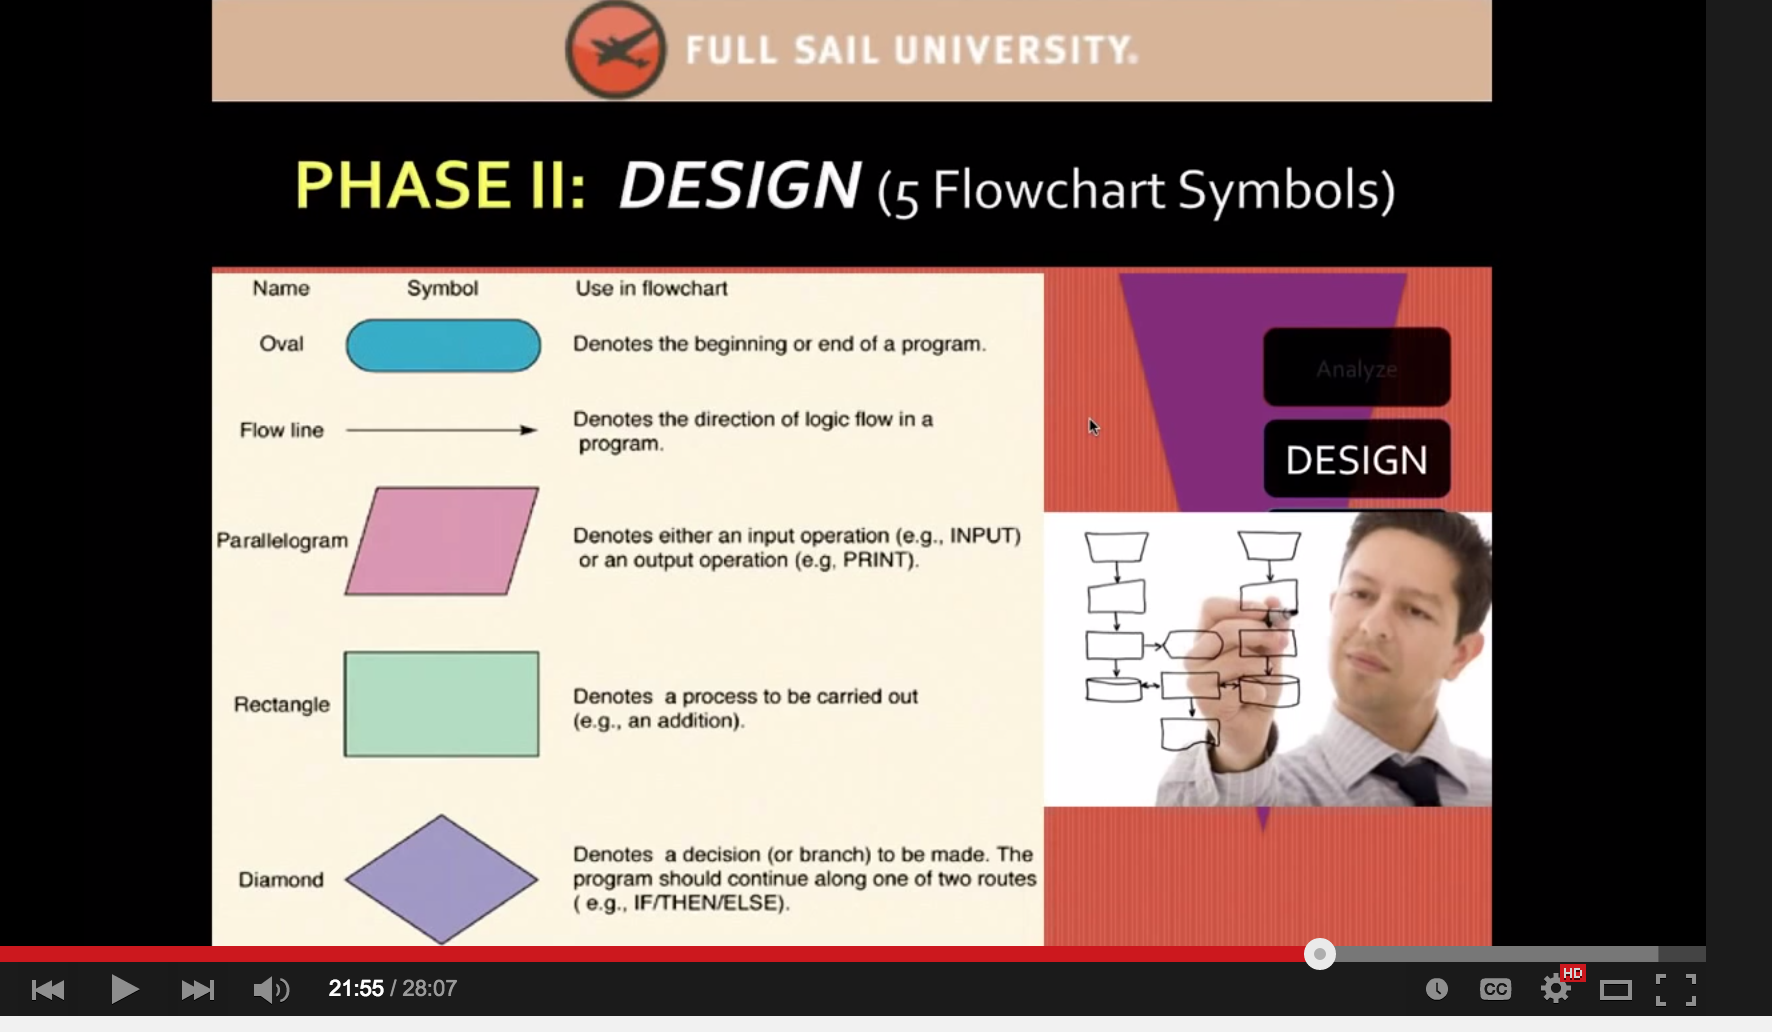 FULL SAIL UNIVERSITY.
PHASE II: DESIGN (5 Flowchart Symbols)
Name Symbol Use in flowchart
Oval Denotes the beginning or end of a program.
Flow line Denotes the direction of logic flow in a
program.
Parallelogram Denotes either an input operation (e.g., INPUT)
or an output operation (e.g, PRINT).
Rectangle Denotes a process to be carried out
(e.g., an addition).
Diamond Denotes a decision (or branch) to be made. The
program should continue along one of two routes
( e.g., IF/THEN/ELSE).
Analyze
DESIGN
21:55 / 28:07
CC
HD